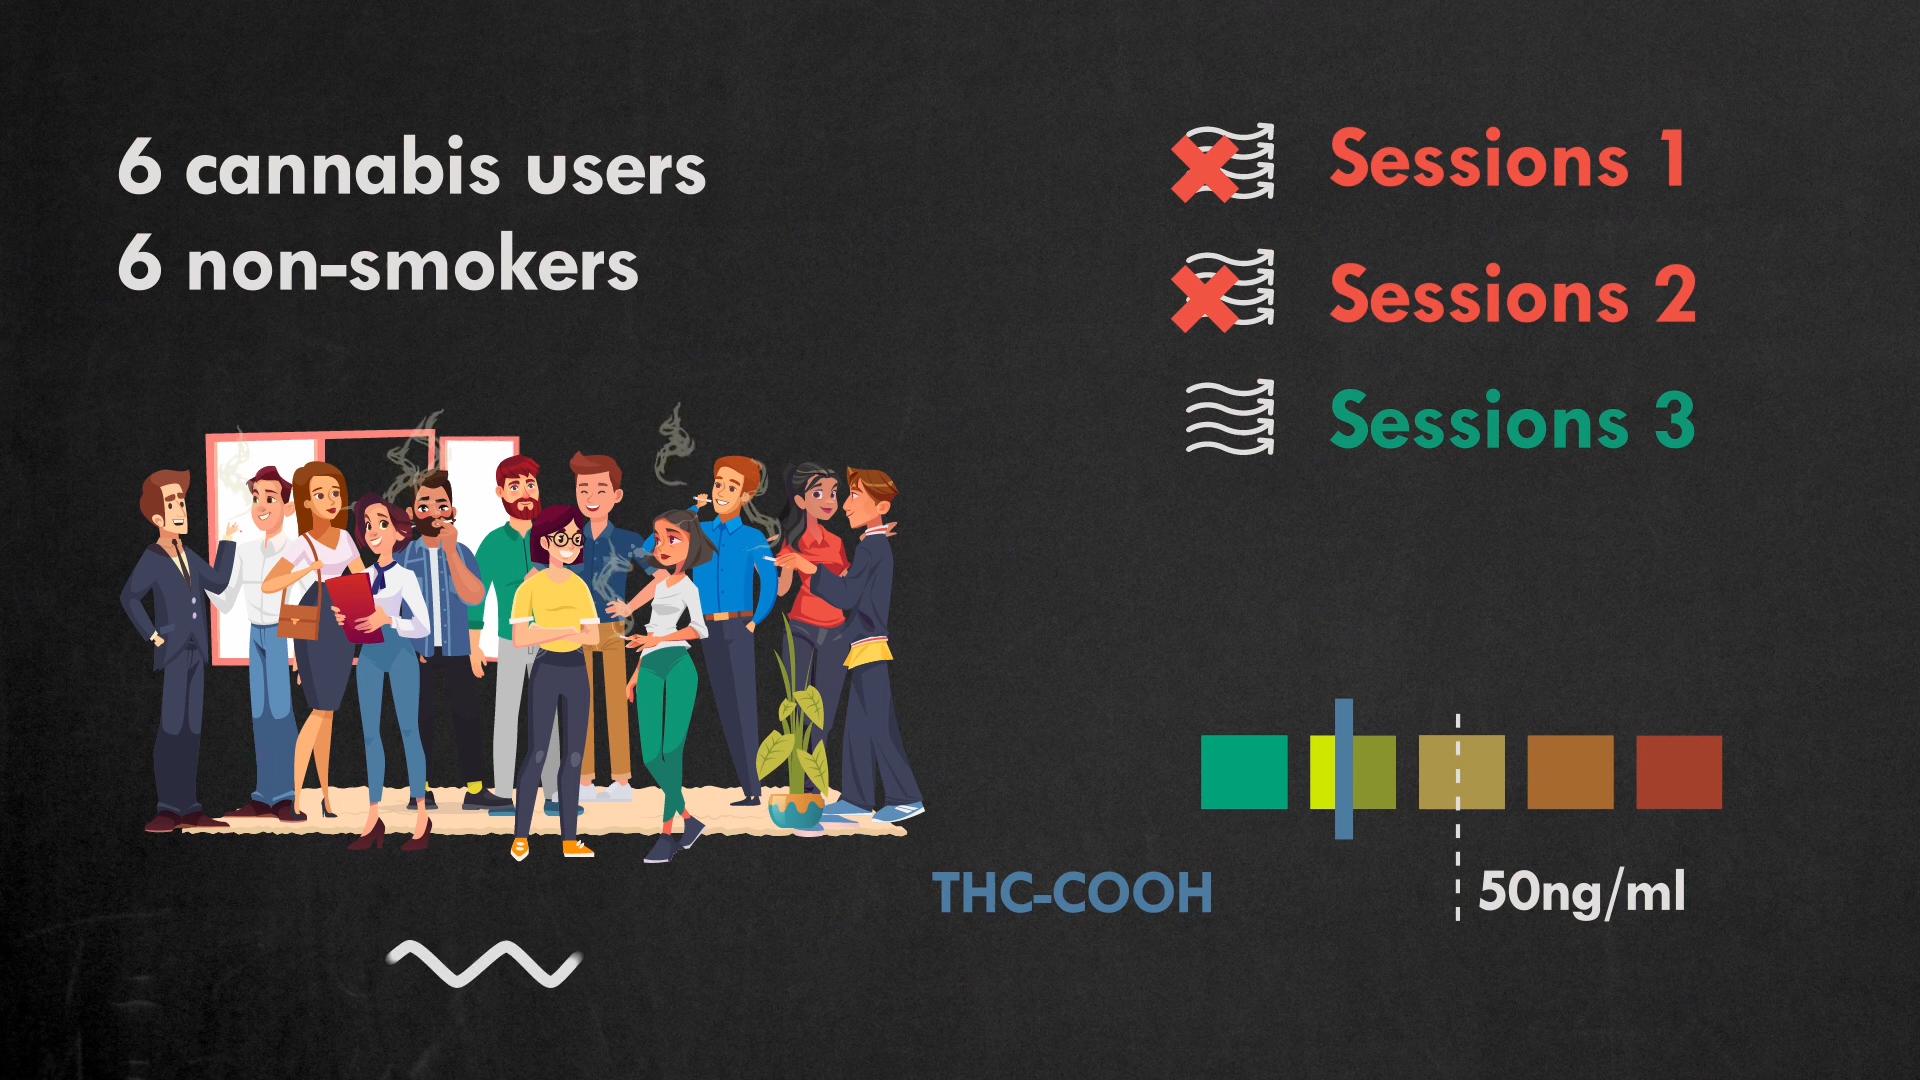 6 cannabis users
6 non-smokers
Sessions 1
Sessions 2
Sessions 3
THC-COOH
50ng/ml